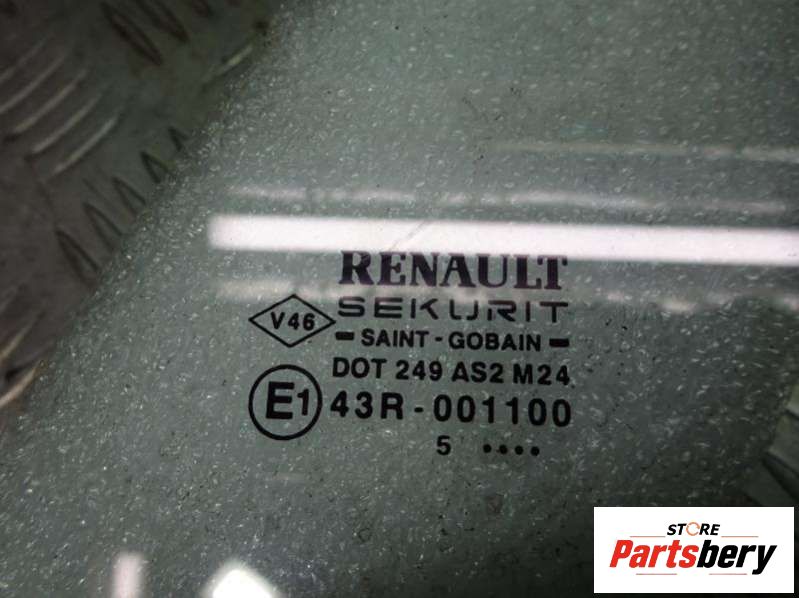 RENAULT
SEKURIT
V46
SAINT-GOBAIN
DOT 249 AS2 M24
E1 43R-001100
5 ....
STORE
Partsbery